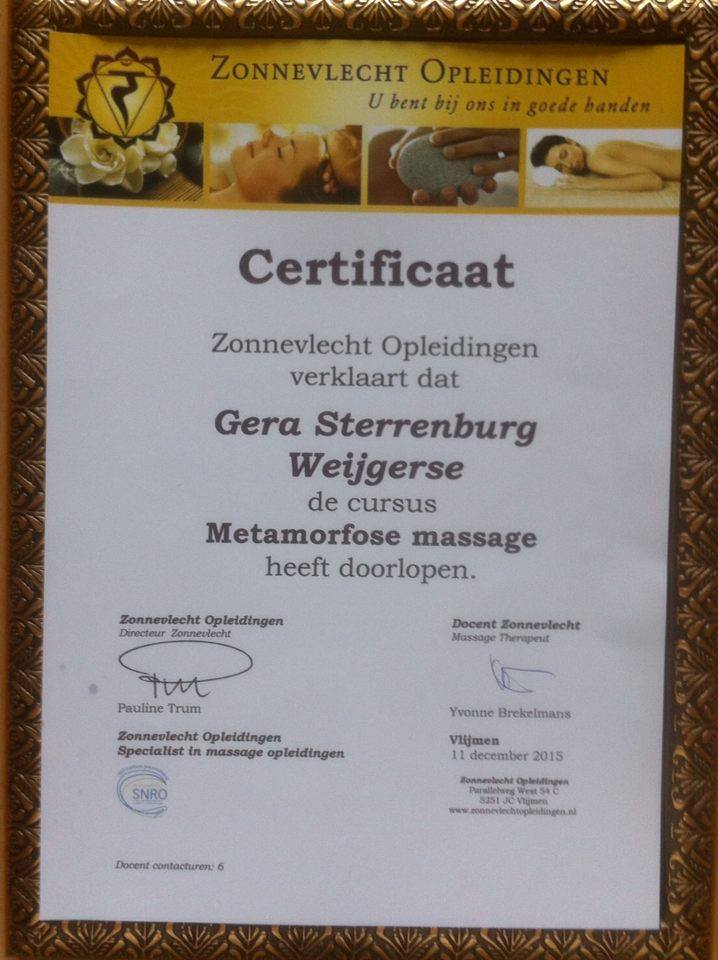 ZONNEVLECHT OPLEIDINGEN
U bent bij ons in goede handen
Certificaat
Zonnevlecht Opleidingen
verklaart dat
Gera Sterrenburg
Weijgerse
de cursus
Metamorfose massage
heeft doorlopen.
Zonnevlecht Opleidingen
Directeur Zonnevlecht
Pauline Trum
Zonnevlecht Opleidingen
Specialist in massage opleidingen
SNRO
Docent contacturen: 6
Docent Zonnevlecht
Massage Therapeut
Yvonne Brekelmans
Vlijmen
11 december 2015
Zonnevlecht Opleidingen
Parallelweg West 54 C
5251 JC Vlijmen
www.zonnevlechtopleidingen.nl